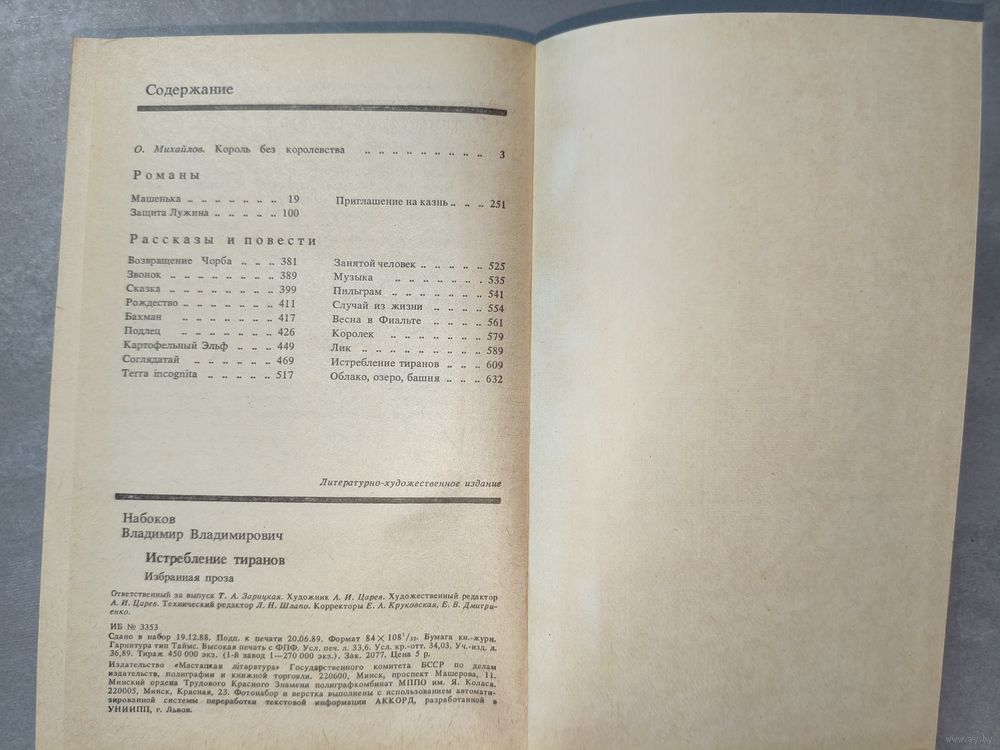 Содержание
О. Михайлов. Король без королевства .. .. .. .. .. .. .. .. .. 3
Романы
Машенька .. .. .. .. .. .. .. 19
Защита Лужина .. .. .. .. .. 100
Приглашение на казнь .. .. .. 251
Рассказы и повести
Возвращение Чорба .. .. .. 381
Звонок .. .. .. .. .. .. .. .. 389
Сказка .. .. .. .. .. .. .. .. 399
Рождество .. .. .. .. .. .. .. 411
Бахман .. .. .. .. .. .. .. 417
Подлец .. .. .. .. .. .. .. 426
Картофельный Эльф .. .. .. 449
Соглядатай .. .. .. .. .. .. 469
Terra incognita .. .. .. .. .. 517
Занятой человек .. .. .. .. .. 525
Музыка .. .. .. .. .. .. . 535
Пильграм .. .. .. .. .. .. .. 541
Случай из жизни .. .. .. .. 554
Весна в Фиальте .. .. .. .. 561
Королек .. .. .. .. .. .. .. 579
Лик .. .. .. .. .. .. .. .. .. 589
Истребление тиранов .. .. .. 609
Облако, озеро, башня .. .. .. 632
Литературно-художественное издание
Набоков
Владимир Владимирович
Истребление тиранов
Избранная проза
Ответственный за выпуск Т. А. Зарицкая. Художник А. И. Царев. Художественный редактор
А. И. Царев. Технический редактор Л. Н. Шлапо. Корректоры Е. А. Круковская, Е. В. Дмитри-
енко.
ИБ № 3353
Сдано в набор 19.12.88. Подп. к печати 20.06.89. Формат 84 × 108¹/₃₂. Бумага кн.-журн.
Гарнитура тип Таймс. Высокая печать с ФПФ. Усл. печ. л. 33,6. Усл. кр.-отт. 34,03. Уч.-изд. л.
36,89. Тираж 450 000 экз. (1-й завод 1—270 000 экз.). Зак. 2077. Цена 5 р.
Издательство «Мастацкая літаратура» Государственного комитета БССР по делам
издательств, полиграфии и книжной торговли. 220600, Минск, проспект Машерова, 11.
Минский ордена Трудового Красного Знамени полиграфкомбинат МППО им. Я. Коласа.
220005, Минск, Красная, 23. Фотонабор и верстка выполнены с использованием автомати-
зированной системы переработки текстовой информации АККОРД, разработанной в
УНИИПП, г. Львов.
www.ay.by